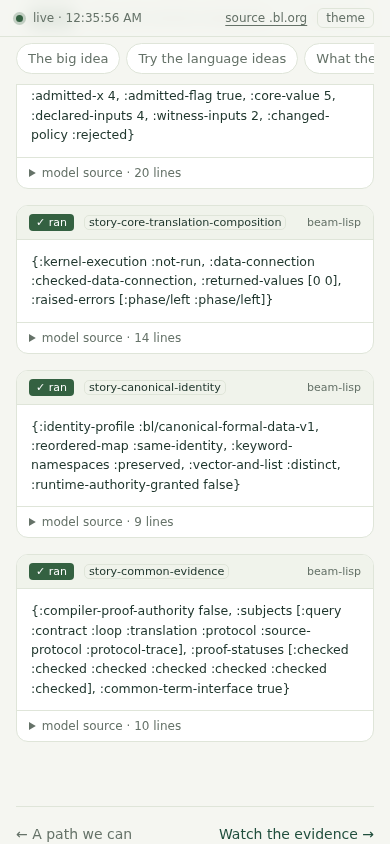 live · 12:35:56 AM
source .bl.org
theme
The big idea
Try the language ideas
What the
:admitted-x 4, :admitted-flag true, :core-value 5,
:declared-inputs 4, :witness-inputs 2, :changed-
policy :rejected}
▶ model source · 20 lines
✓ ran
story-core-translation-composition
beam-lisp
{:kernel-execution :not-run, :data-connection
:checked-data-connection, :returned-values [0 0],
:raised-errors [:phase/left :phase/left]}
▶ model source · 14 lines
✓ ran
story-canonical-identity
beam-lisp
{:identity-profile :bl/canonical-formal-data-v1,
:reordered-map :same-identity, :keyword-
namespaces :preserved, :vector-and-list :distinct,
:runtime-authority-granted false}
▶ model source · 9 lines
✓ ran
story-common-evidence
beam-lisp
{:compiler-proof-authority false, :subjects [:query
:contract :loop :translation :protocol :source-
protocol :protocol-trace], :proof-statuses [:checked
:checked :checked :checked :checked :checked
:checked], :common-term-interface true}
▶ model source · 10 lines
← A path we can
Watch the evidence →